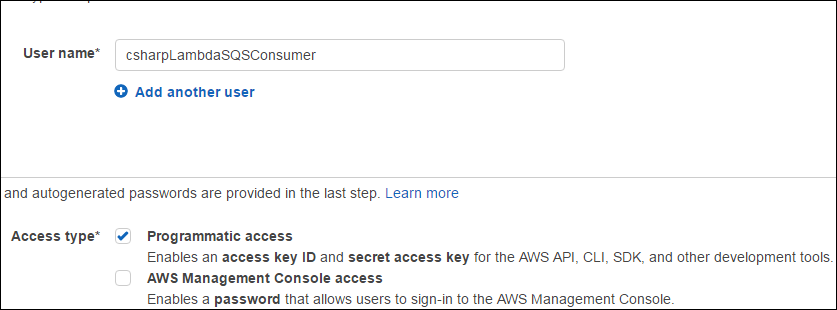 User name*
csharpLambdaSQSConsumer
Add another user
and autogenerated passwords are provided in the last step. Learn more
Access type*
Programmatic access
Enables an access key ID and secret access key for the AWS API, CLI, SDK, and other development tools.
AWS Management Console access
Enables a password that allows users to sign-in to the AWS Management Console.